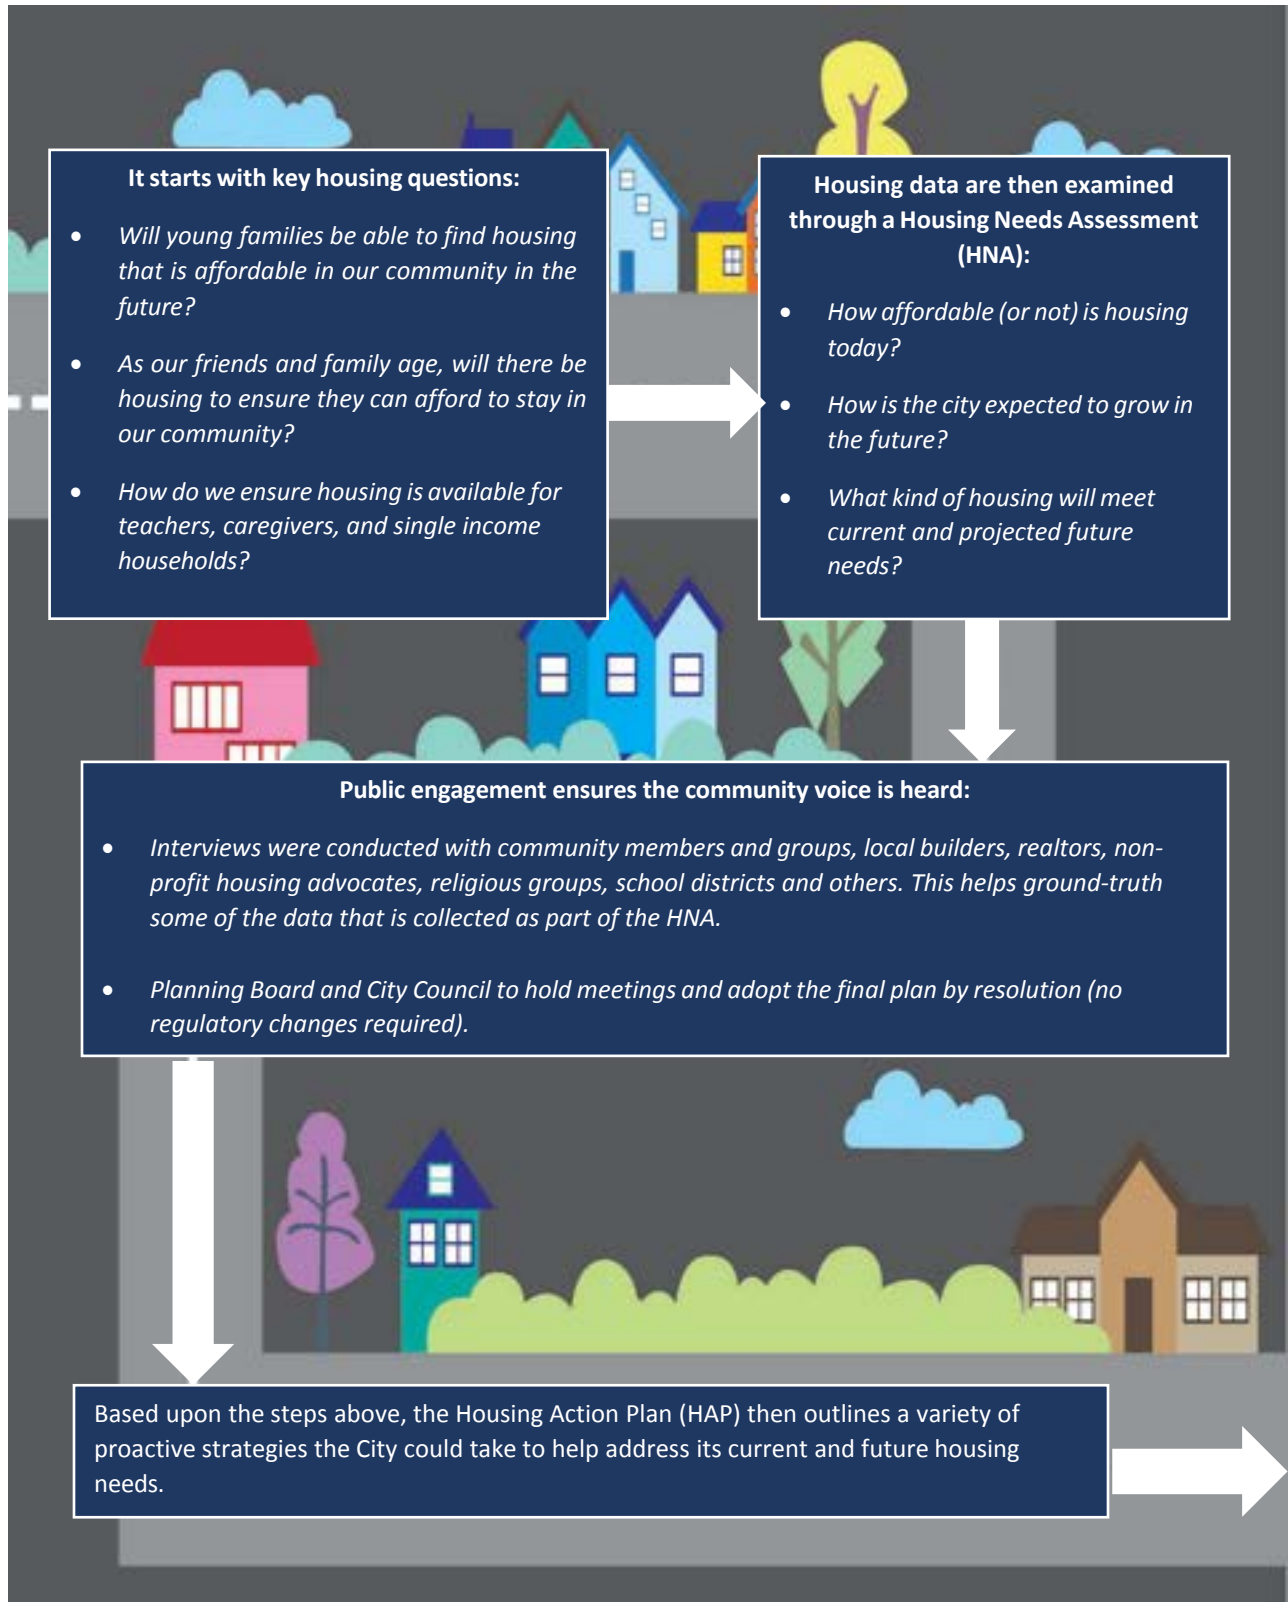 It starts with key housing questions:
• Will young families be able to find housing
that is affordable in our community in the
future?
• As our friends and family age, will there be
housing to ensure they can afford to stay in
our community?
• How do we ensure housing is available for
teachers, caregivers, and single income
households?
Housing data are then examined
through a Housing Needs Assessment
(HNA):
• How affordable (or not) is housing
today?
• How is the city expected to grow in
the future?
• What kind of housing will meet
current and projected future
needs?
Public engagement ensures the community voice is heard:
• Interviews were conducted with community members and groups, local builders, realtors, non-
profit housing advocates, religious groups, school districts and others. This helps ground-truth
some of the data that is collected as part of the HNA.
• Planning Board and City Council to hold meetings and adopt the final plan by resolution (no
regulatory changes required).
Based upon the steps above, the Housing Action Plan (HAP) then outlines a variety of
proactive strategies the City could take to help address its current and future housing
needs.